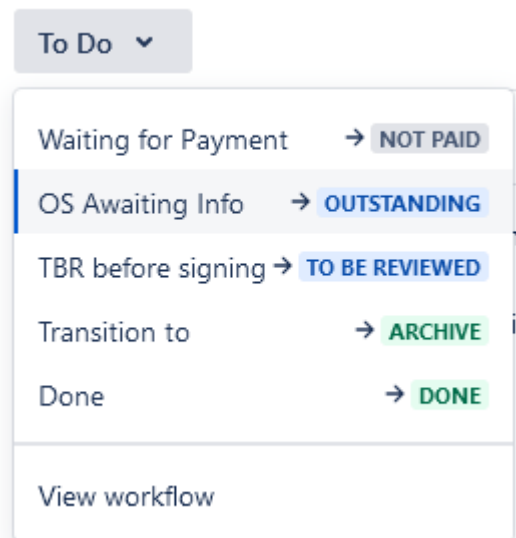 To Do
Waiting for Payment → NOT PAID
OS Awaiting Info → OUTSTANDING
TBR before signing → TO BE REVIEWED
Transition to → ARCHIVE
Done → DONE
View workflow